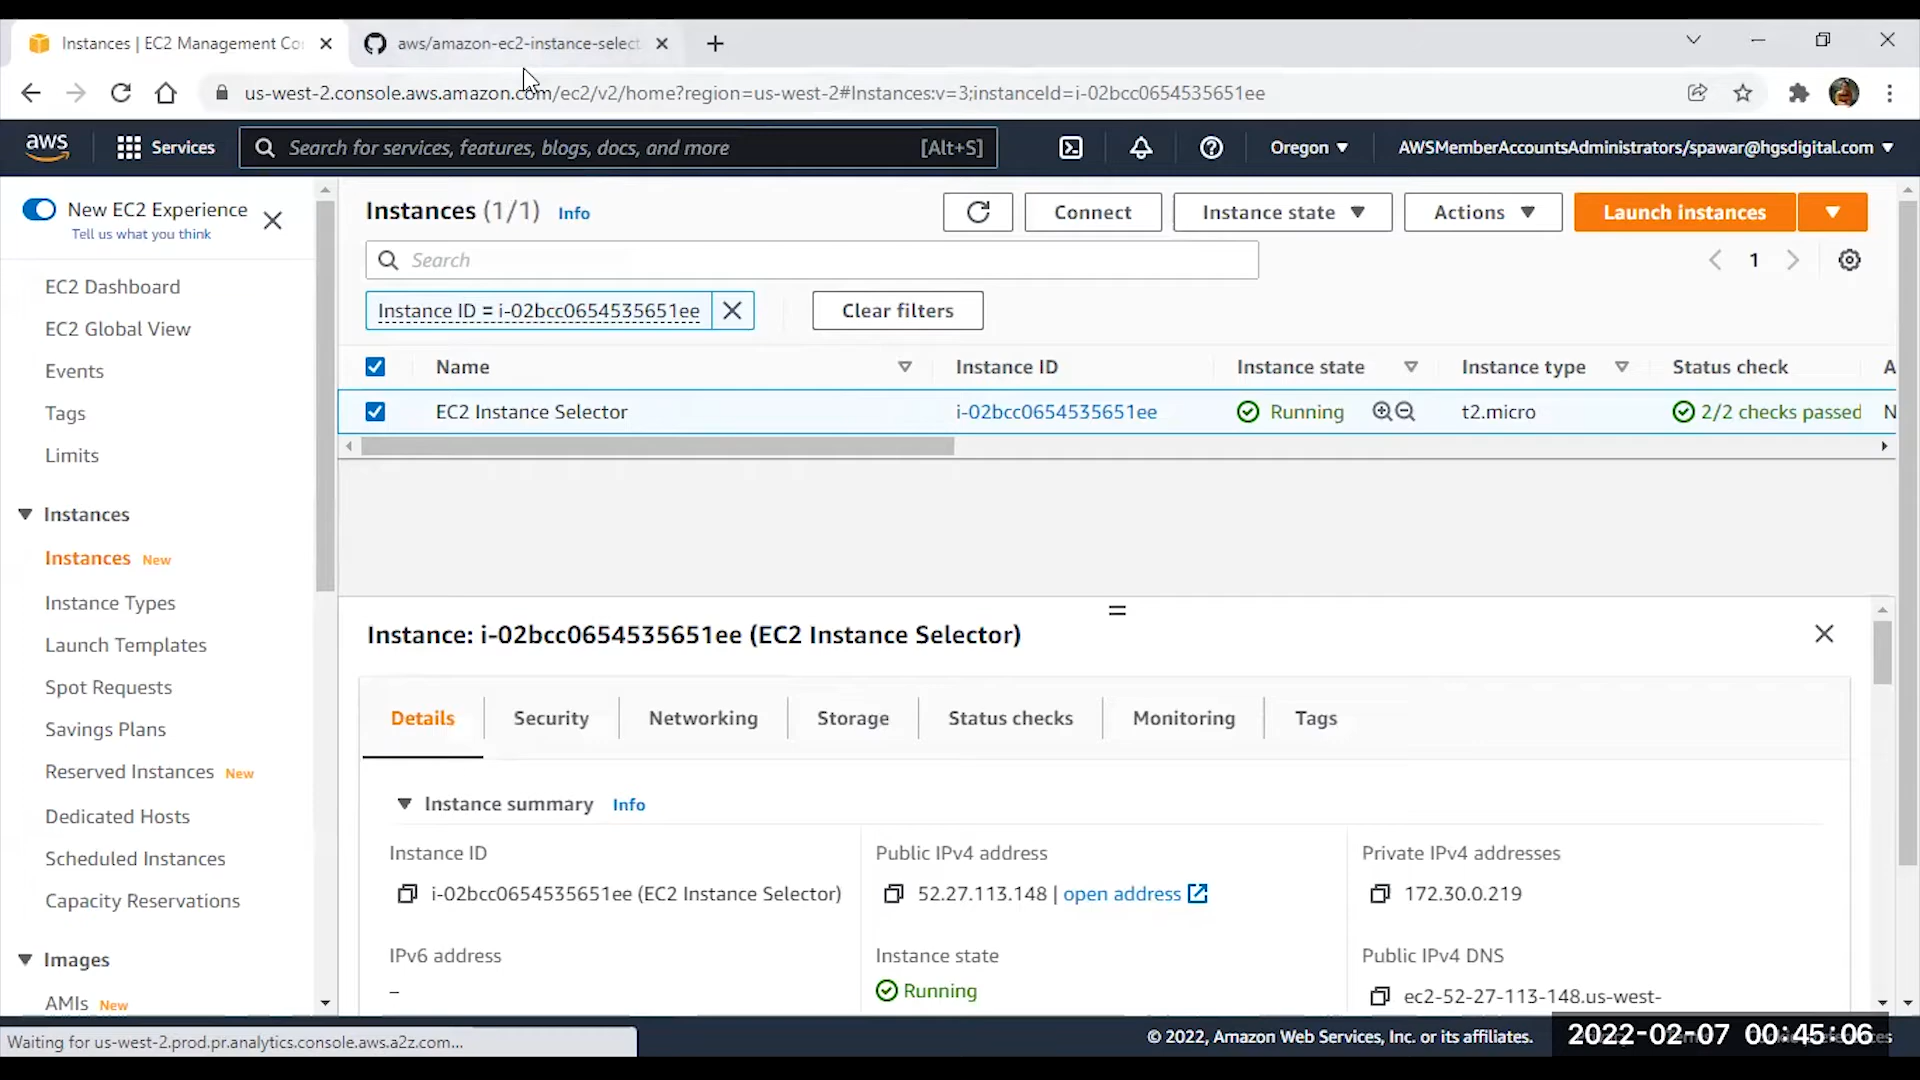 Instances | EC2 Management Co
aws/amazon-ec2-instance-select
us-west-2.console.aws.amazon.com/ec2/v2/home?region=us-west-2#Instances:v=3;instanceId=i-02bcc0654535651ee
aws
Services
Search for services, features, blogs, docs, and more
[Alt+S]
Oregon
AWSMemberAccountsAdministrators/spawar@hgsdigital.com
New EC2 Experience
Tell us what you think
EC2 Dashboard
EC2 Global View
Events
Tags
Limits
Instances
Instances New
Instance Types
Launch Templates
Spot Requests
Savings Plans
Reserved Instances New
Dedicated Hosts
Scheduled Instances
Capacity Reservations
Images
AMIs New
Instances (1/1) Info
Connect
Instance state
Actions
Launch instances
Search
1
Instance ID = i-02bcc0654535651ee
Clear filters
Name Instance ID Instance state Instance type Status check A
EC2 Instance Selector i-02bcc0654535651ee Running t2.micro 2/2 checks passed N
Instance: i-02bcc0654535651ee (EC2 Instance Selector)
Details Security Networking Storage Status checks Monitoring Tags
Instance summary Info
Instance ID
i-02bcc0654535651ee (EC2 Instance Selector)
Public IPv4 address
52.27.113.148 | open address
Private IPv4 addresses
172.30.0.219
IPv6 address
–
Instance state
Running
Public IPv4 DNS
ec2-52-27-113-148.us-west-
Waiting for us-west-2.prod.pr.analytics.console.aws.a2z.com...
© 2022, Amazon Web Services, Inc. or its affiliates.
2022-02-07 00:45:06